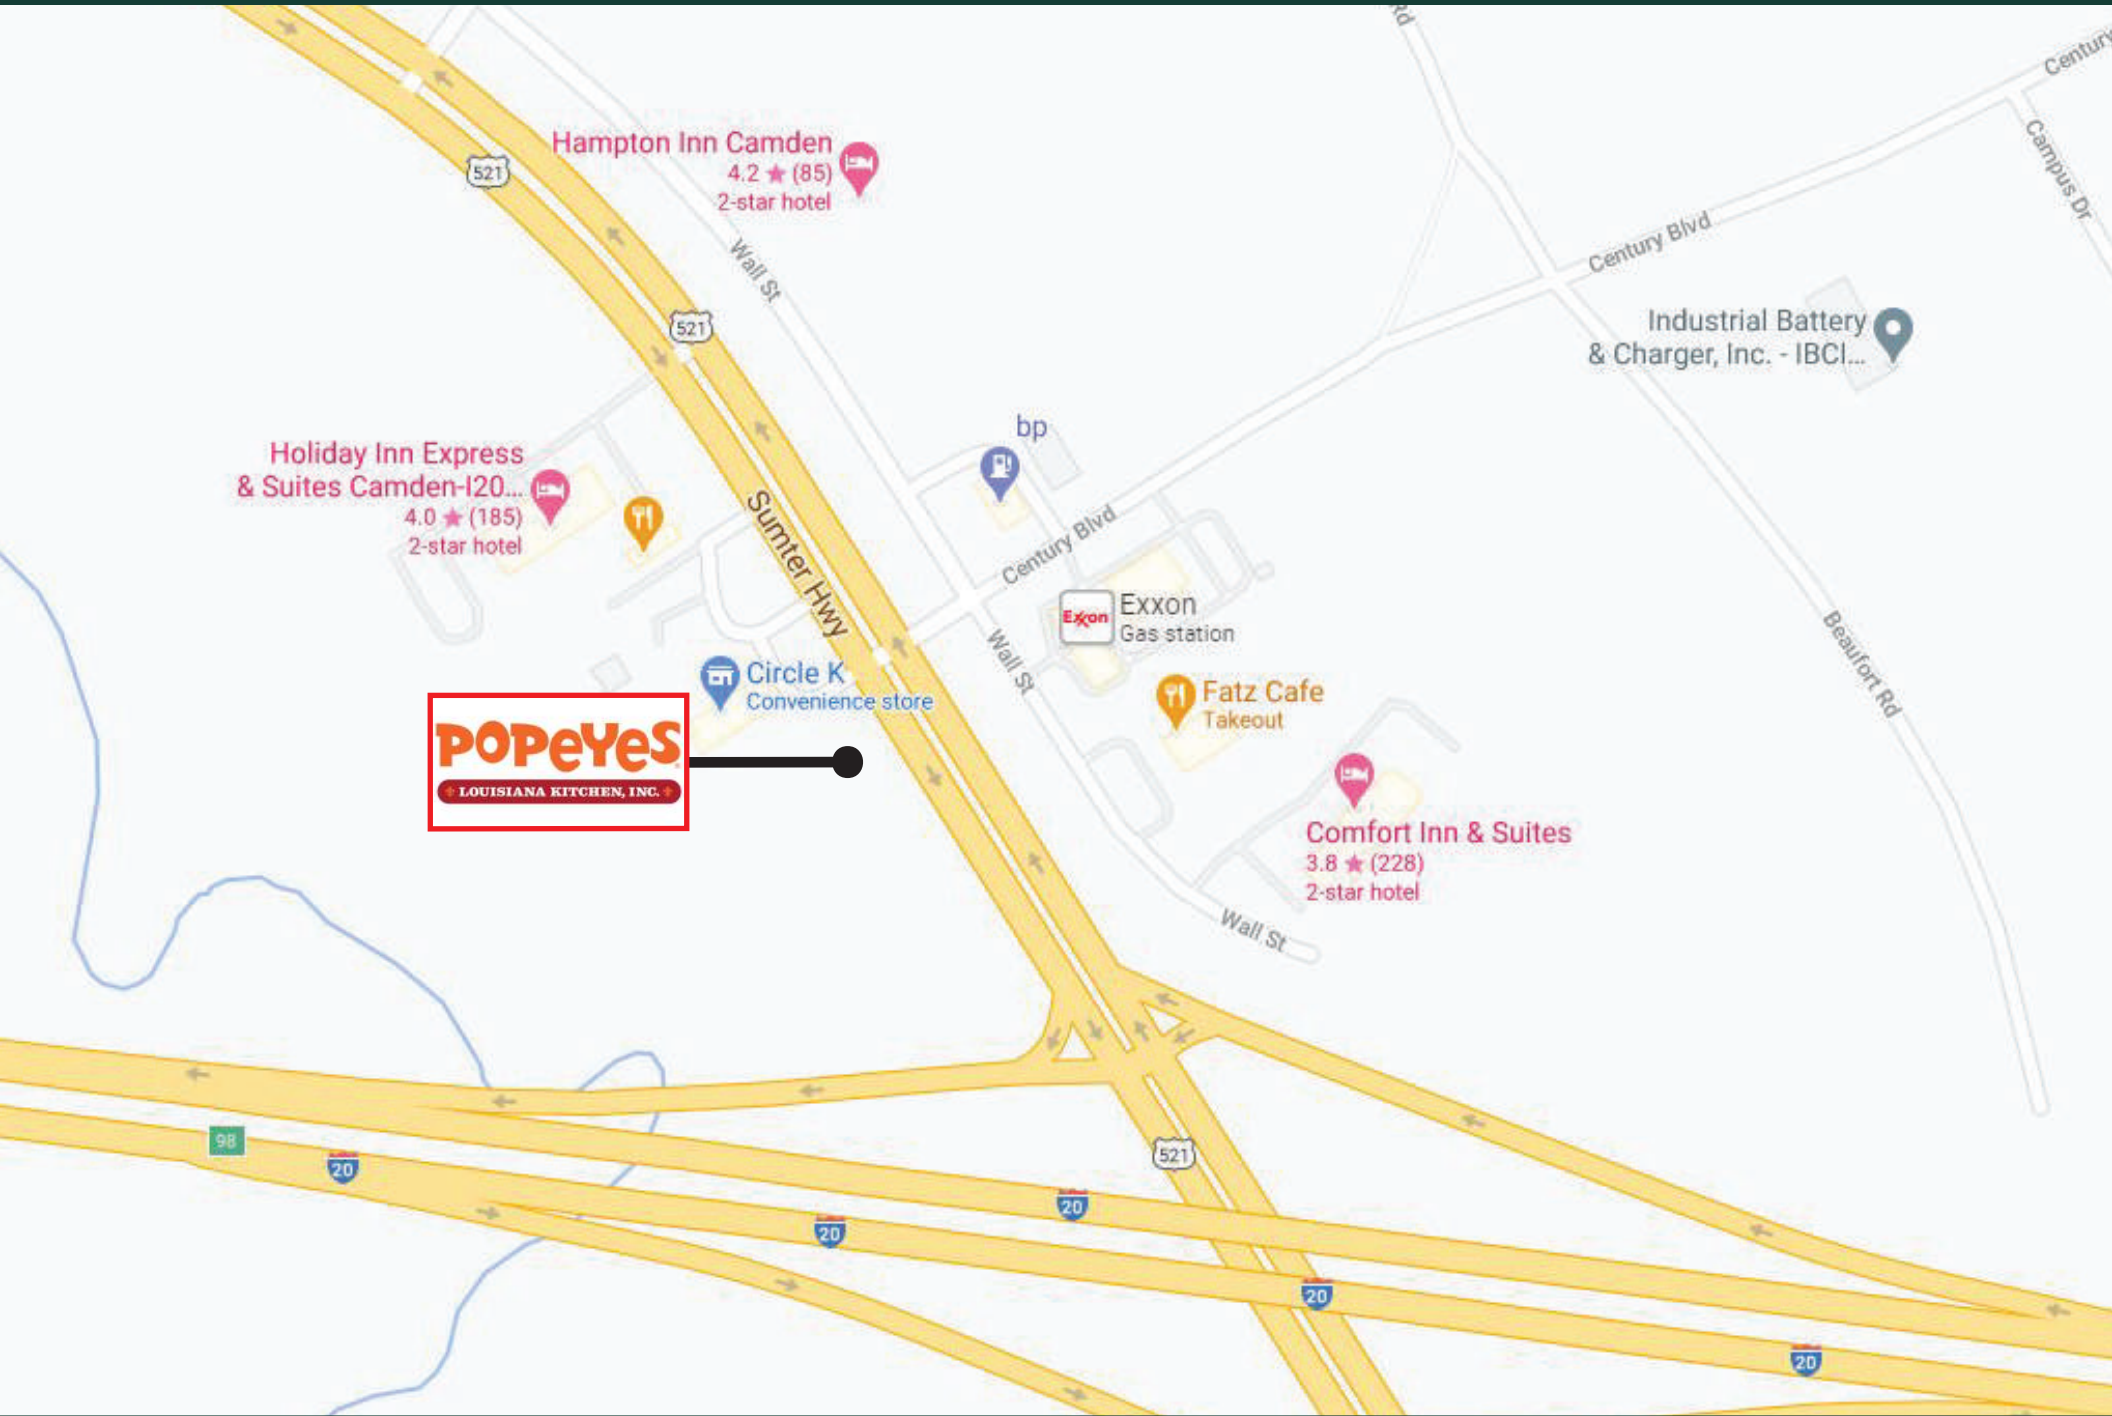 Rd
Century
Hampton Inn Camden
4.2 ★ (85)
2-star hotel
521
Campus Dr
Wall St
Century Blvd
521
Industrial Battery
& Charger, Inc. - IBCI...
bp
Holiday Inn Express
& Suites Camden-I20...
4.0 ★ (185)
2-star hotel
Sumter Hwy
Century Blvd
Exxon
Exxon
Gas station
Wall St
Beaufort Rd
Circle K
Convenience store
Fatz Cafe
Takeout
POPEYES
LOUISIANA KITCHEN, INC.
Comfort Inn & Suites
3.8 ★ (228)
2-star hotel
Wall St
98
20
521
20
20
20
20